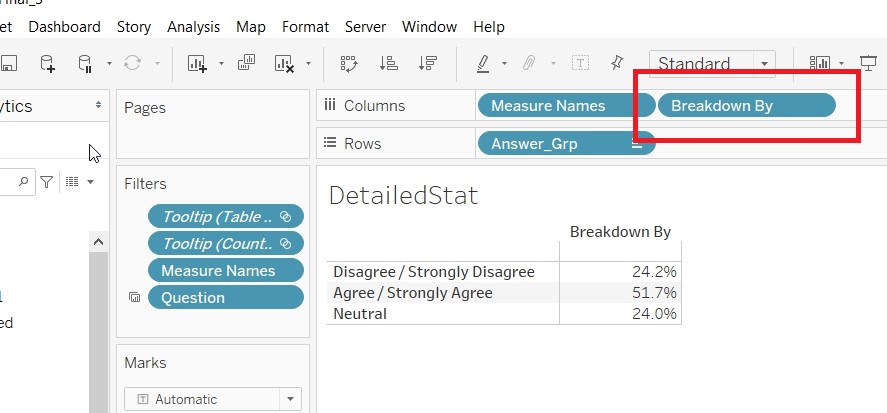 et Dashboard Story Analysis Map Format Server Window Help
Standard
ytics
Pages
Columns
Measure Names
Breakdown By
Rows
Answer_Grp
Filters
Tooltip (Table ..
Tooltip (Count..
Measure Names
Question
Marks
Automatic
DetailedStat
Breakdown By
Disagree / Strongly Disagree 24.2%
Agree / Strongly Agree 51.7%
Neutral 24.0%
ed